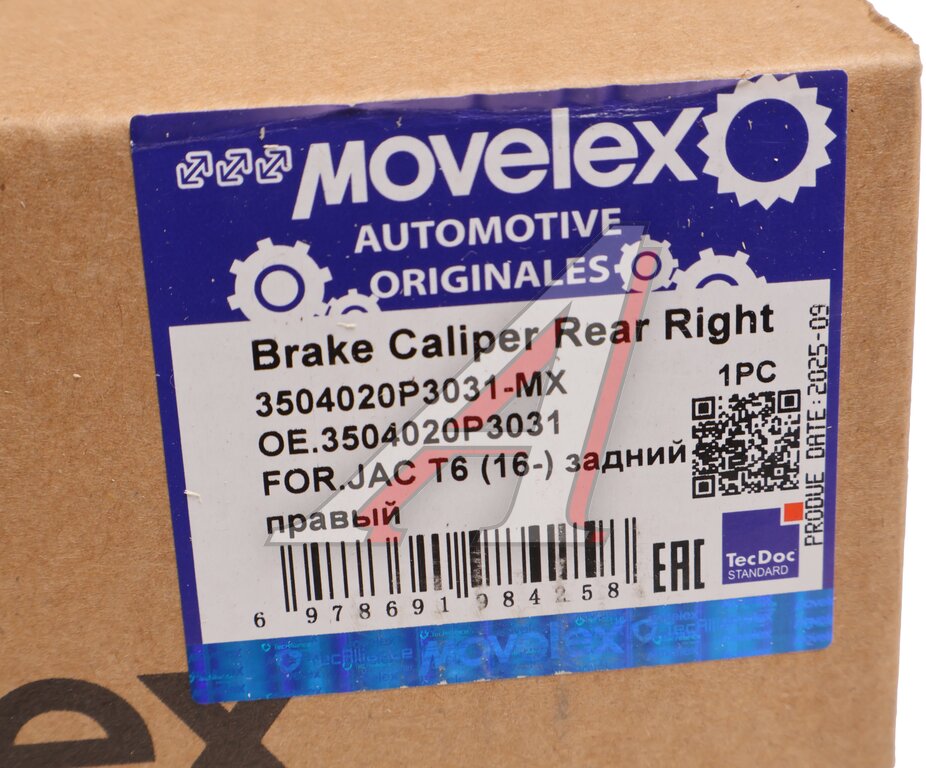 MOVelex
AUTOMOTIVE
ORIGINALES
Brake Caliper Rear Right
3504020P3031-MX
1PC
OE.3504020P3031
FOR.JAC T6 (16-) задний
правый
PRODUE DATE:2025-09
TecDoc
STANDARD
EAC
6 978691 984258
Movelex
ex